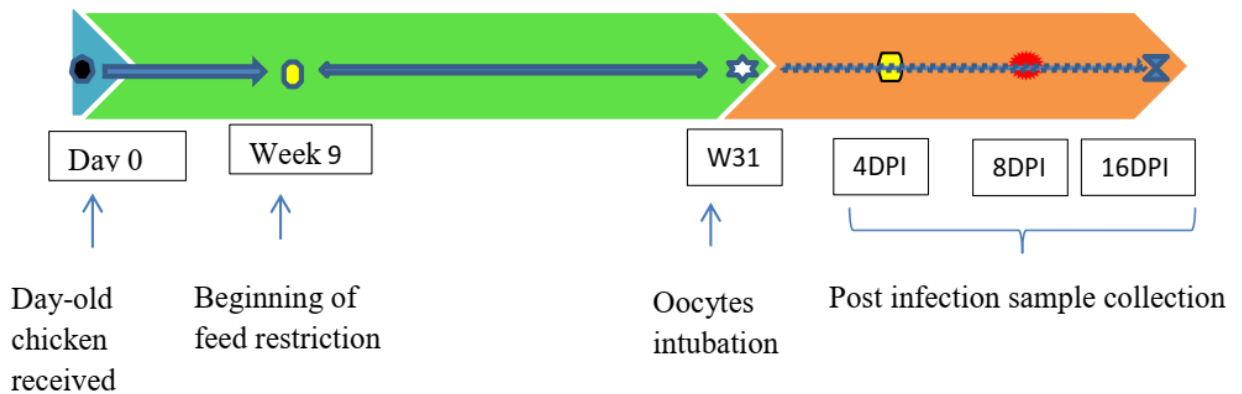 Day 0
Week 9
W31
4DPI
8DPI
16DPI
Day-old
chicken
received
Beginning of
feed restriction
Oocytes
intubation
Post infection sample collection